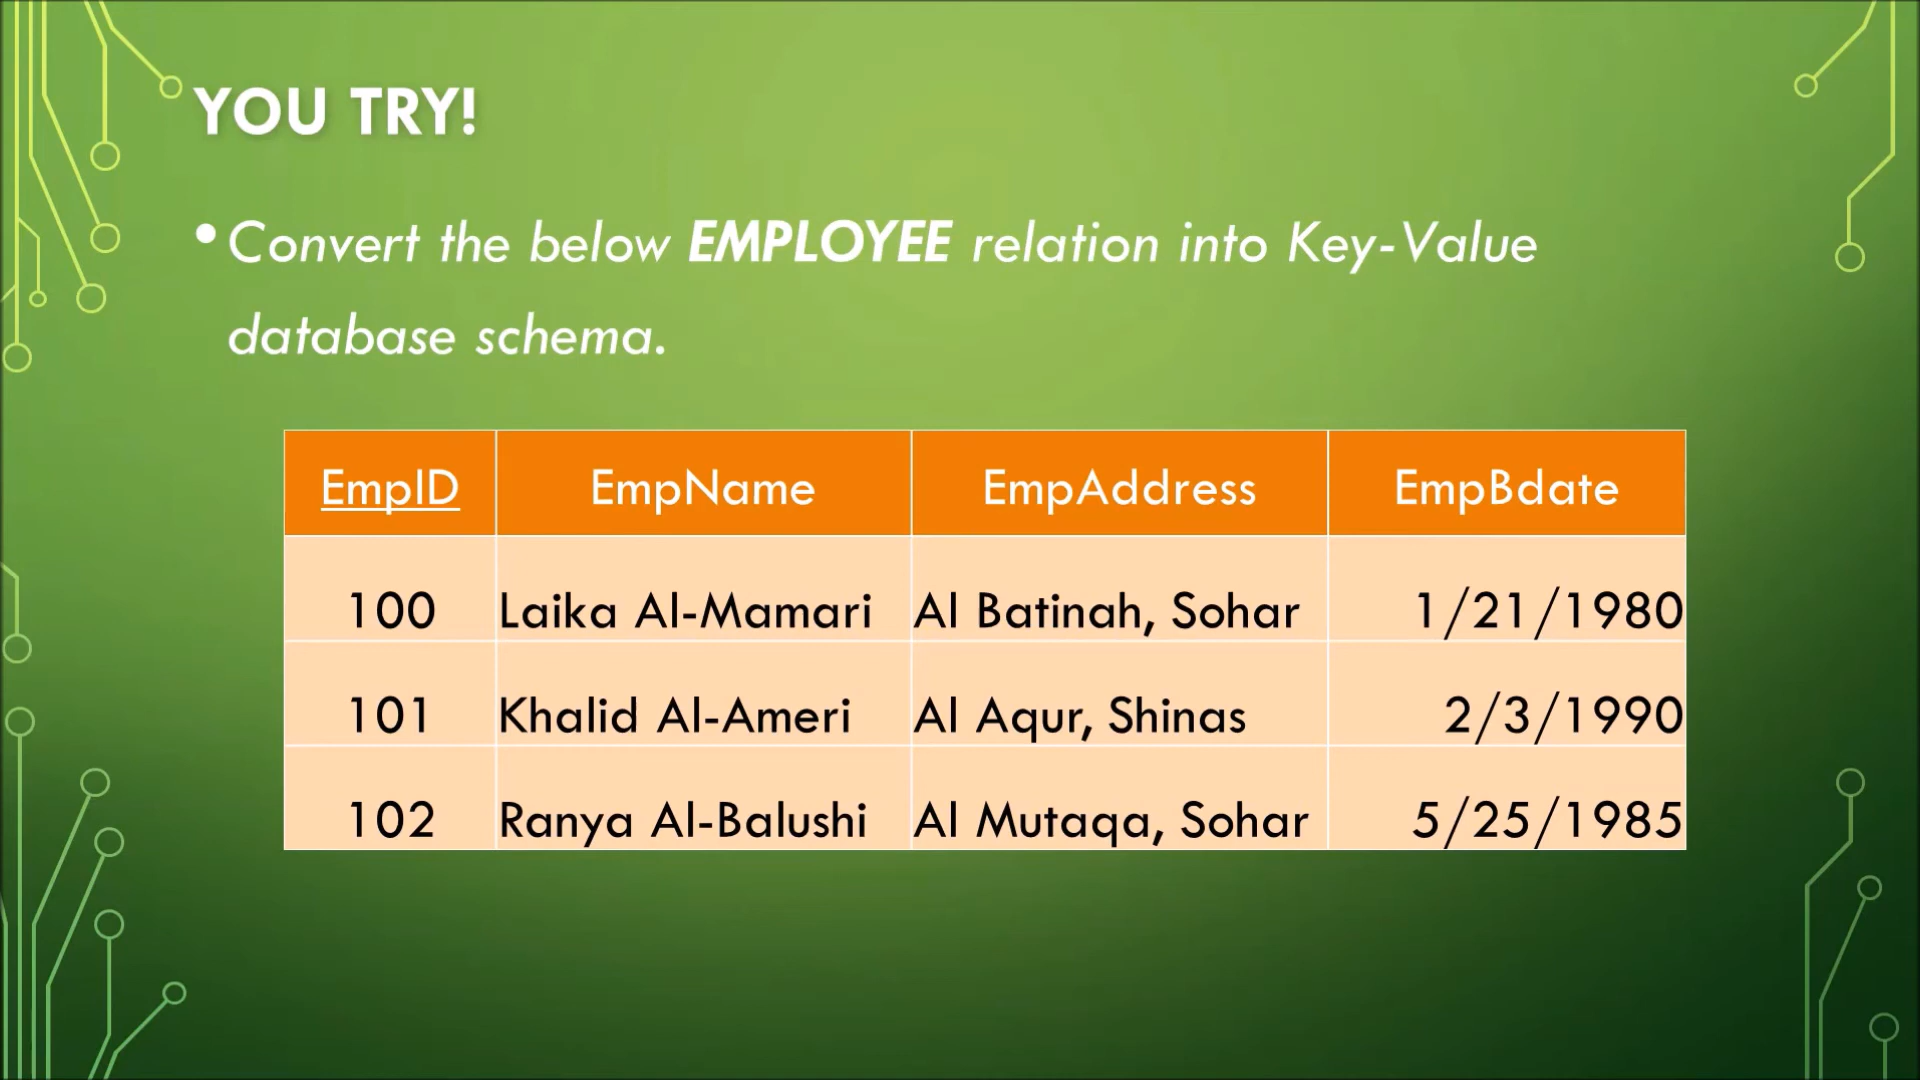 YOU TRY!
• Convert the below EMPLOYEE relation into Key-Value
database schema.
EmpID EmpName EmpAddress EmpBdate
100 Laika Al-Mamari Al Batinah, Sohar 1/21/1980
101 Khalid Al-Ameri Al Aqur, Shinas 2/3/1990
102 Ranya Al-Balushi Al Mutaqa, Sohar 5/25/1985